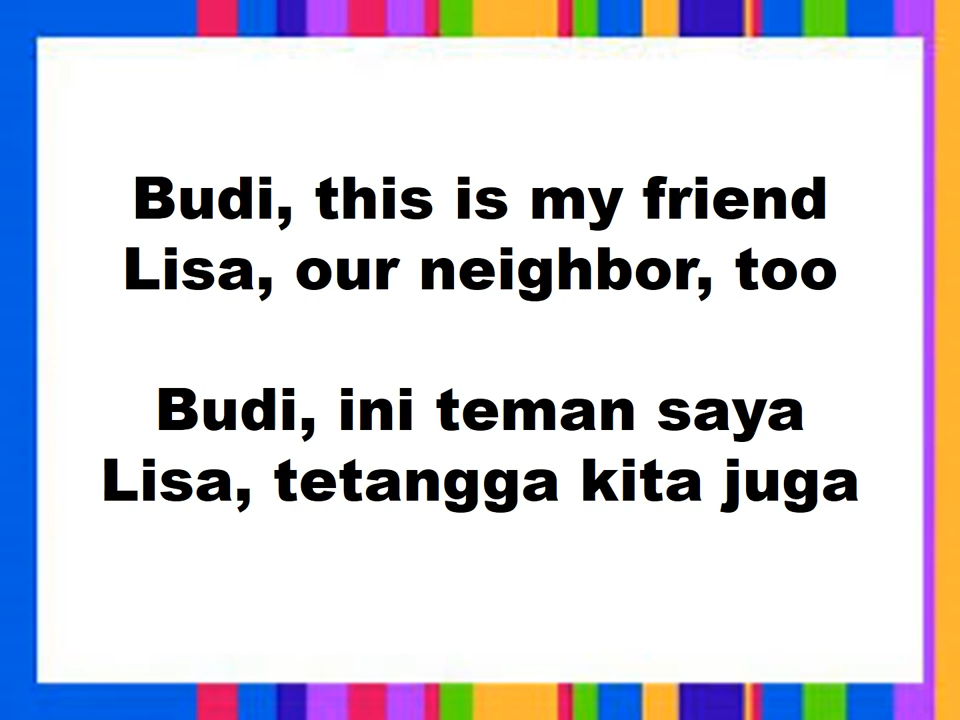 Budi, this is my friend
Lisa, our neighbor, too
Budi, ini teman saya
Lisa, tetangga kita juga